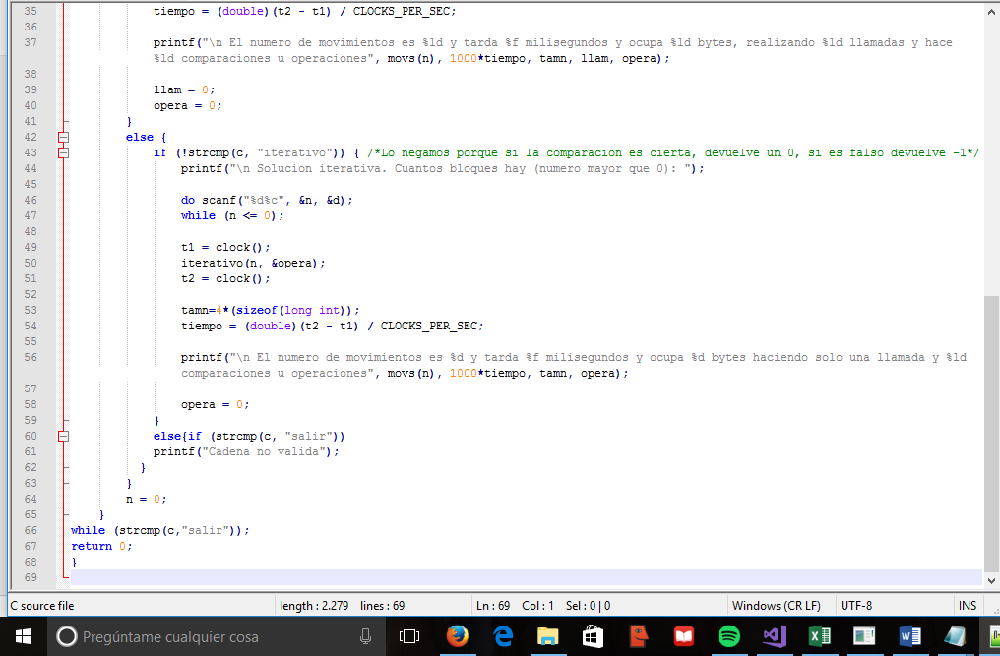 35 tiempo = (double)(t2 - t1) / CLOCKS_PER_SEC;
36
37 printf("\n El numero de movimientos es %ld y tarda %f milisegundos y ocupa %ld bytes, realizando %ld llamadas y hace
%ld comparaciones u operaciones", movs(n), 1000*tiempo, tamn, llam, opera);
38
39 llam = 0;
40 opera = 0;
41 }
42 else {
43 if (!strcmp(c, "iterativo")) { /*Lo negamos porque si la comparacion es cierta, devuelve un 0, si es falso devuelve -1*/
44 printf("\n Solucion iterativa. Cuantos bloques hay (numero mayor que 0): ");
45
46 do scanf("%d%c", &n, &d);
47 while (n <= 0);
48
49 t1 = clock();
50 iterativo(n, &opera);
51 t2 = clock();
52
53 tamn=4*(sizeof(long int));
54 tiempo = (double)(t2 - t1) / CLOCKS_PER_SEC;
55
56 printf("\n El numero de movimientos es %d y tarda %f milisegundos y ocupa %d bytes haciendo solo una llamada y %ld
comparaciones u operaciones", movs(n), 1000*tiempo, tamn, opera);
57
58 opera = 0;
59 }
60 else{if (strcmp(c, "salir"))
61 printf("Cadena no valida");
62 }
63 }
64 n = 0;
65 }
66 while (strcmp(c,"salir"));
67 return 0;
68 }
69
C source file length : 2.279 lines : 69 Ln : 69 Col : 1 Sel : 0 | 0 Windows (CR LF) UTF-8 INS
Pregúntame cualquier cosa